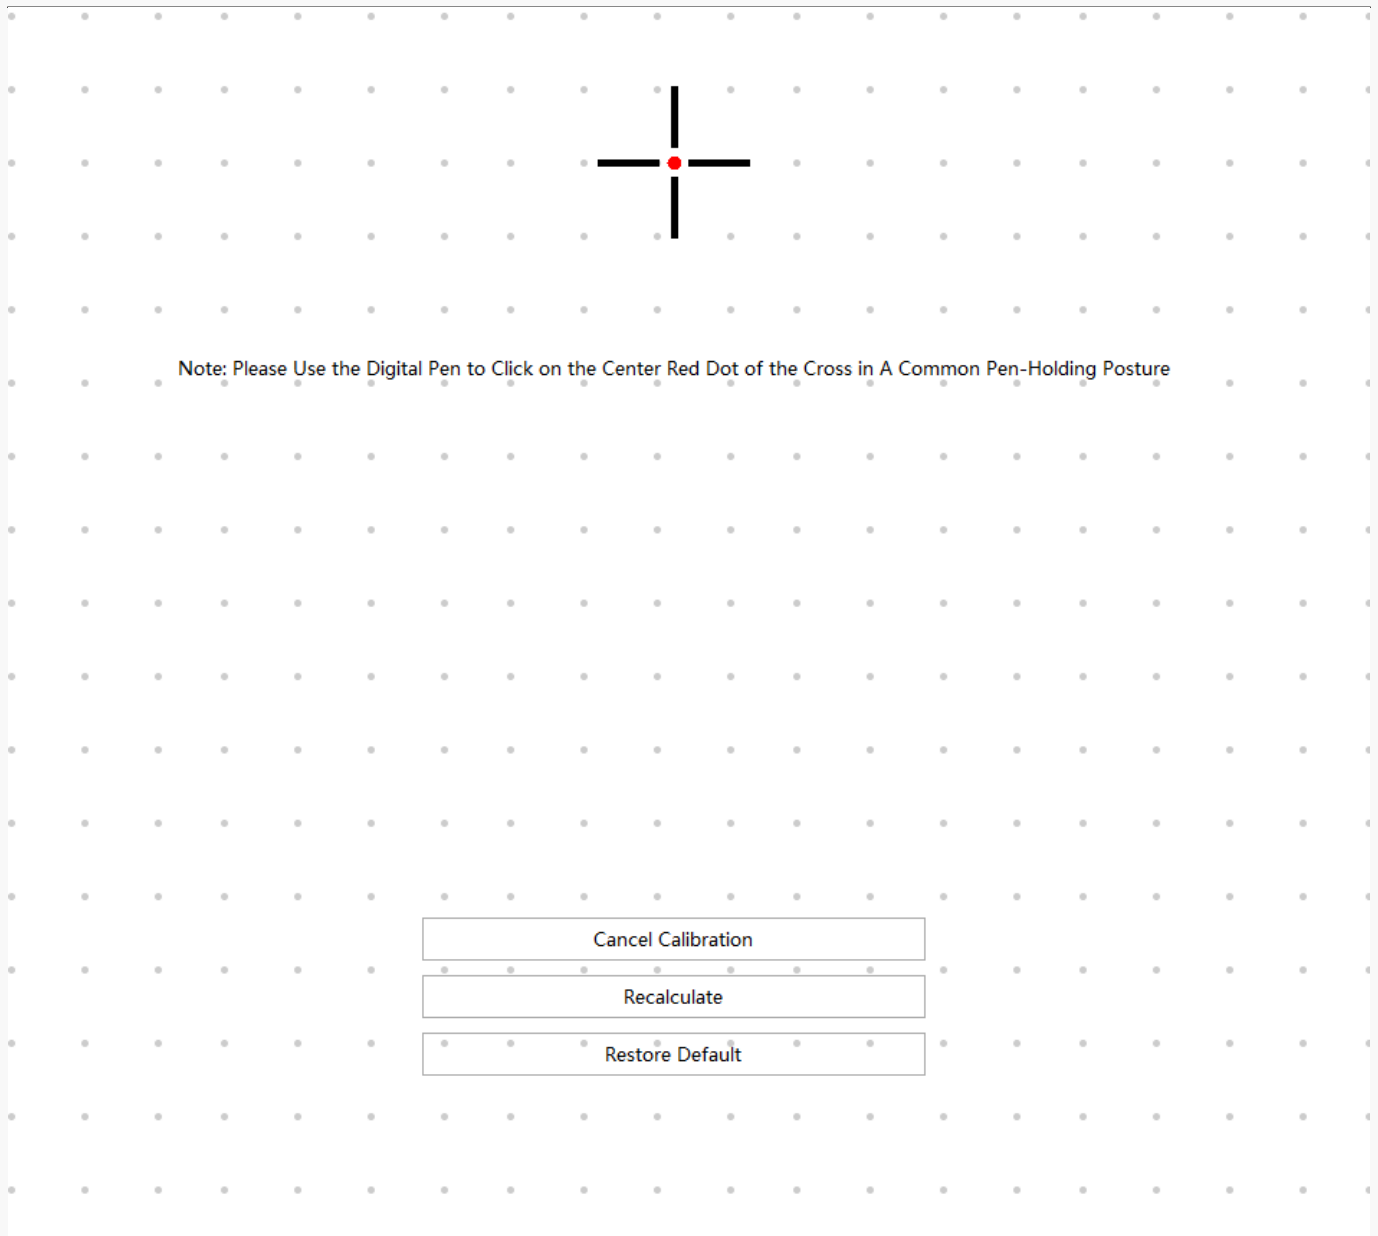 Note: Please Use the Digital Pen to Click on the Center Red Dot of the Cross in A Common Pen-Holding Posture
Cancel Calibration
Recalculate
Restore Default